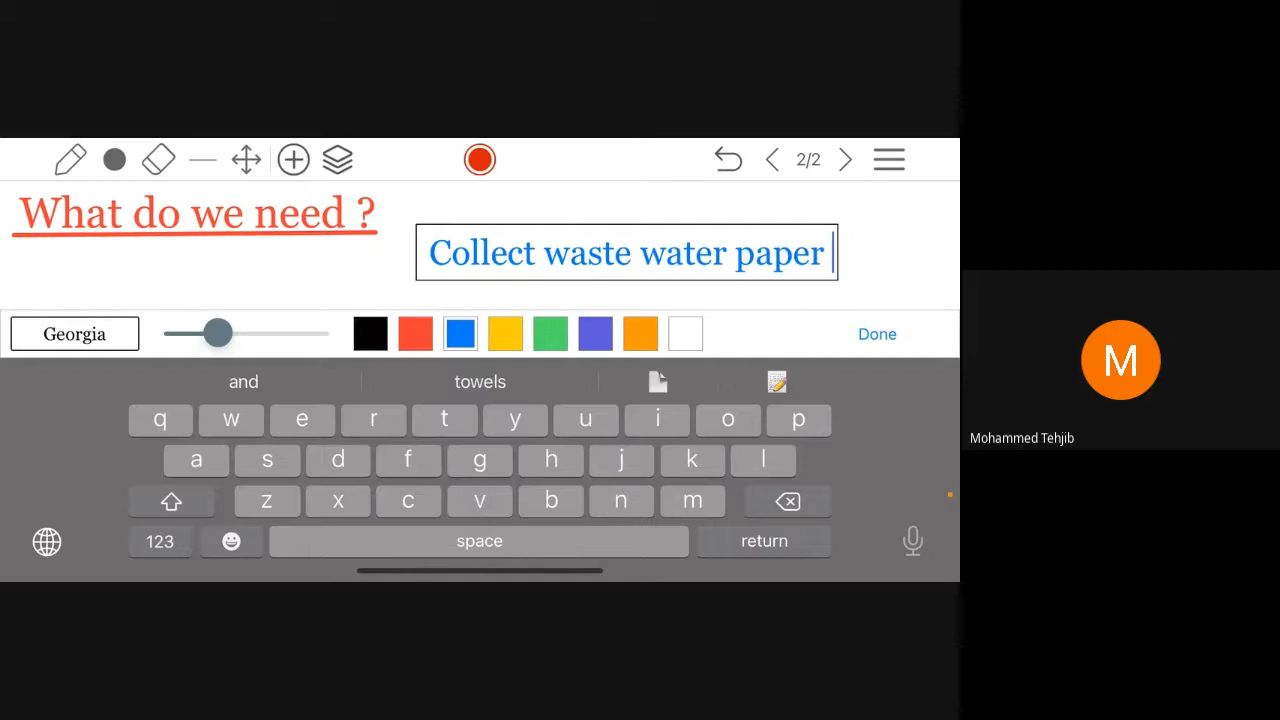 2/2
What do we need ?
Collect waste water paper
Georgia
Done
and towels
q w e r t y u i o p
a s d f g h j k l
z x c v b n m
123 space return
M
Mohammed Tehjib